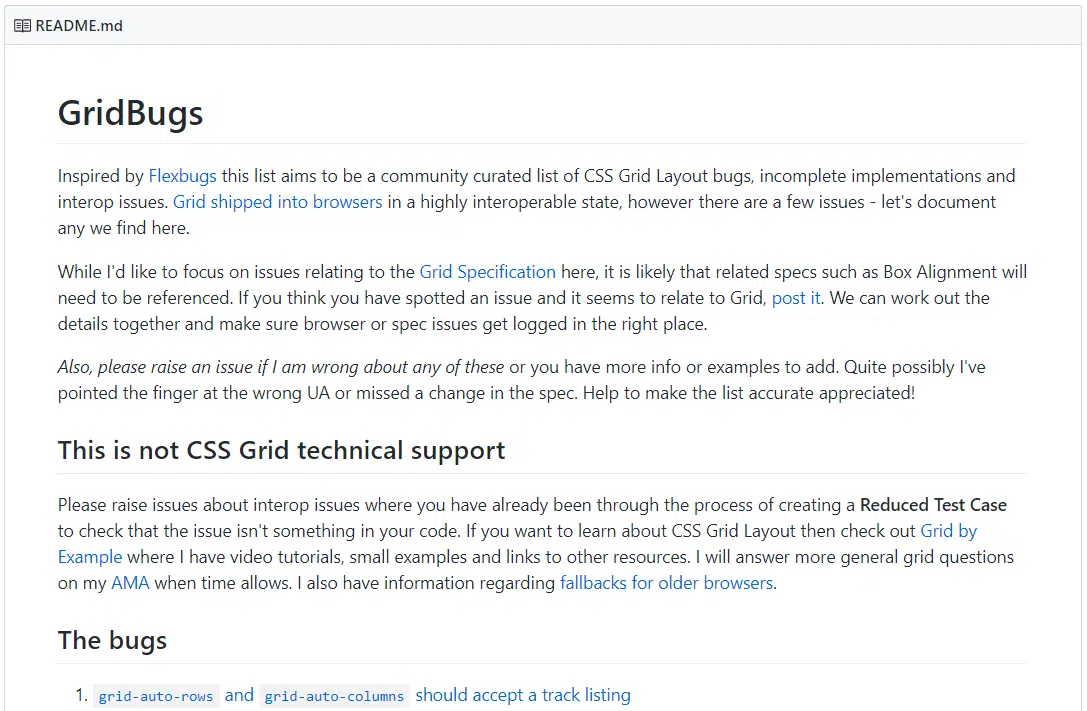 README.md
GridBugs
Inspired by Flexbugs this list aims to be a community curated list of CSS Grid Layout bugs, incomplete implementations and
interop issues. Grid shipped into browsers in a highly interoperable state, however there are a few issues - let's document
any we find here.
While I'd like to focus on issues relating to the Grid Specification here, it is likely that related specs such as Box Alignment will
need to be referenced. If you think you have spotted an issue and it seems to relate to Grid, post it. We can work out the
details together and make sure browser or spec issues get logged in the right place.
Also, please raise an issue if I am wrong about any of these or you have more info or examples to add. Quite possibly I've
pointed the finger at the wrong UA or missed a change in the spec. Help to make the list accurate appreciated!
This is not CSS Grid technical support
Please raise issues about interop issues where you have already been through the process of creating a Reduced Test Case
to check that the issue isn't something in your code. If you want to learn about CSS Grid Layout then check out Grid by
Example where I have video tutorials, small examples and links to other resources. I will answer more general grid questions
on my AMA when time allows. I also have information regarding fallbacks for older browsers.
The bugs
1. grid-auto-rows and grid-auto-columns should accept a track listing